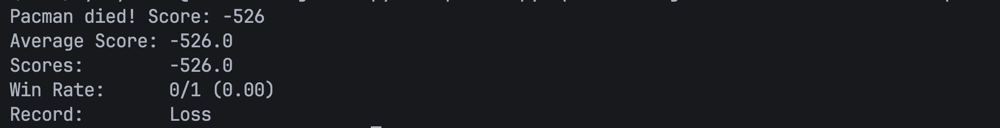 Pacman died! Score: -526
Average Score: -526.0
Scores:        -526.0
Win Rate:      0/1 (0.00)
Record:        Loss